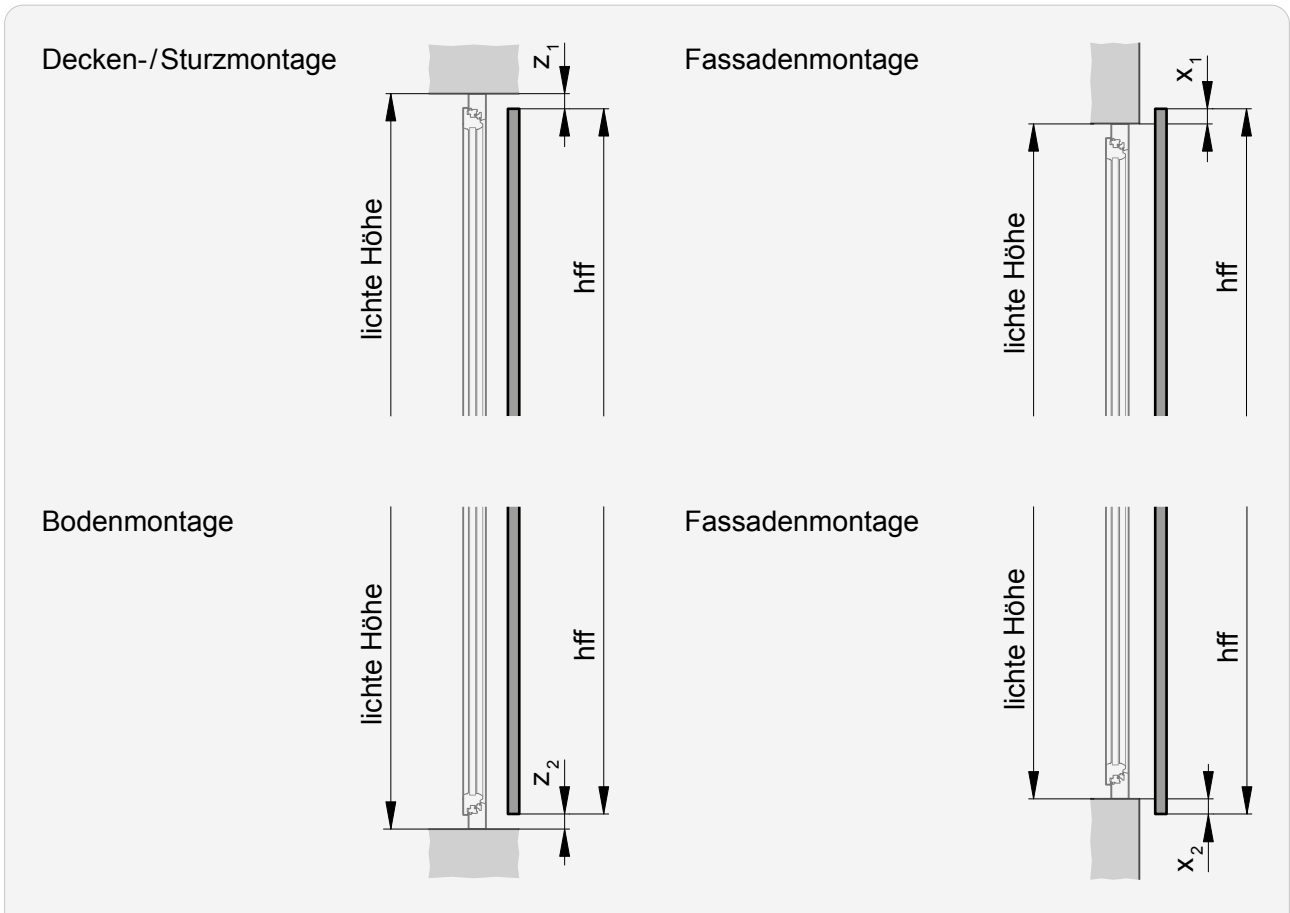 Decken-/Sturzmontage
z1
lichte Höhe
hff
Fassadenmontage
x1
lichte Höhe
hff
Bodenmontage
lichte Höhe
hff
z2
Fassadenmontage
lichte Höhe
hff
x2